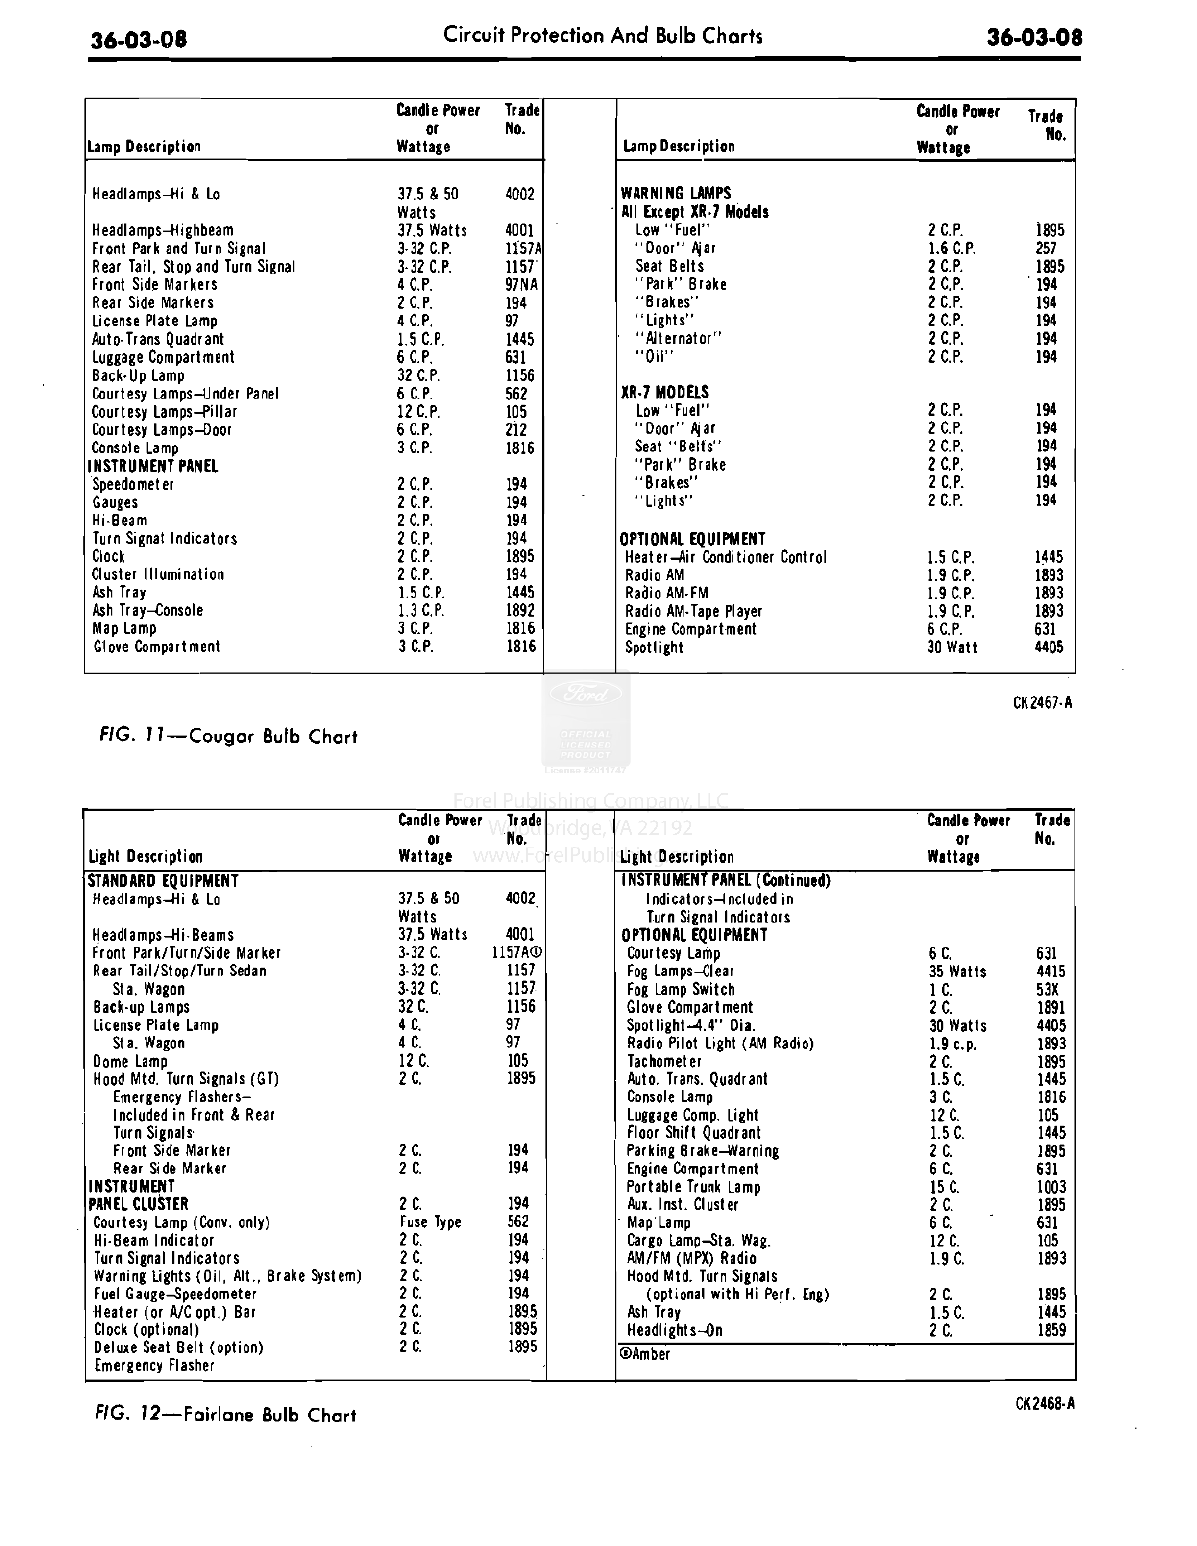 36-03-08 Circuit Protection And Bulb Charts 36-03-08
Lamp Description Candle Power or Wattage Trade No.
Headlamps—Hi & Lo 37.5 & 50 Watts 4002
Headlamps—Highbeam 37.5 Watts 4001
Front Park and Turn Signal 3-32 C.P. 1157A
Rear Tail, Stop and Turn Signal 3-32 C.P. 1157
Front Side Markers 4 C.P. 97NA
Rear Side Markers 2 C.P. 194
License Plate Lamp 4 C.P. 97
Auto-Trans Quadrant 1.5 C.P. 1445
Luggage Compartment 6 C.P. 631
Back-Up Lamp 32 C.P. 1156
Courtesy Lamps—Under Panel 6 C.P. 562
Courtesy Lamps—Pillar 12 C.P. 105
Courtesy Lamps—Door 6 C.P. 212
Console Lamp 3 C.P. 1816
INSTRUMENT PANEL
Speedometer 2 C.P. 194
Gauges 2 C.P. 194
Hi-Beam 2 C.P. 194
Turn Signal Indicators 2 C.P. 194
Clock 2 C.P. 1895
Cluster Illumination 2 C.P. 194
Ash Tray 1.5 C.P. 1445
Ash Tray—Console 1.3 C.P. 1892
Map Lamp 3 C.P. 1816
Glove Compartment 3 C.P. 1816
Lamp Description Candle Power or Wattage Trade No.
WARNING LAMPS
All Except XR-7 Models
Low "Fuel" 2 C.P. 1895
"Door" Ajar 1.6 C.P. 257
Seat Belts 2 C.P. 1895
"Park" Brake 2 C.P. 194
"Brakes" 2 C.P. 194
"Lights" 2 C.P. 194
"Alternator" 2 C.P. 194
"Oil" 2 C.P. 194
XR-7 MODELS
Low "Fuel" 2 C.P. 194
"Door" Ajar 2 C.P. 194
Seat "Belts" 2 C.P. 194
"Park" Brake 2 C.P. 194
"Brakes" 2 C.P. 194
"Lights" 2 C.P. 194
OPTIONAL EQUIPMENT
Heater—Air Conditioner Control 1.5 C.P. 1445
Radio AM 1.9 C.P. 1893
Radio AM-FM 1.9 C.P. 1893
Radio AM-Tape Player 1.9 C.P. 1893
Engine Compartment 6 C.P. 631
Spotlight 30 Watt 4405
CK2467-A
FIG. 11—Cougar Bulb Chart
Ford
OFFICIAL
LICENSED
PRODUCT
Forel Publishing Company, LLC
Woodbridge, VA 22192
Light Description Candle Power or Wattage Trade No.
STANDARD EQUIPMENT
Headlamps—Hi & Lo 37.5 & 50 Watts 4002
Headlamps—Hi-Beams 37.5 Watts 4001
Front Park/Turn/Side Marker 3-32 C. 1157A①
Rear Tail/Stop/Turn Sedan 3-32 C. 1157
Sta. Wagon 3-32 C. 1157
Back-up Lamps 32 C. 1156
License Plate Lamp 4 C. 97
Sta. Wagon 4 C. 97
Dome Lamp 12 C. 105
Hood Mtd. Turn Signals (GT) 2 C. 1895
Emergency Flashers—
Included in Front & Rear
Turn Signals
Front Side Marker 2 C. 194
Rear Side Marker 2 C. 194
INSTRUMENT
PANEL CLUSTER 2 C. 194
Courtesy Lamp (Conv. only) Fuse Type 562
Hi-Beam Indicator 2 C. 194
Turn Signal Indicators 2 C. 194
Warning Lights (Oil, Alt., Brake System) 2 C. 194
Fuel Gauge—Speedometer 2 C. 194
Heater (or A/C opt.) Bar 2 C. 1895
Clock (optional) 2 C. 1895
Deluxe Seat Belt (option) 2 C. 1895
Emergency Flasher
Light Description Candle Power or Wattage Trade No.
INSTRUMENT PANEL (Continued)
Indicators—Included in
Turn Signal Indicators
OPTIONAL EQUIPMENT
Courtesy Lamp 6 C. 631
Fog Lamps—Clear 35 Watts 4415
Fog Lamp Switch 1 C. 53X
Glove Compartment 2 C. 1891
Spotlight—4.4" Dia. 30 Watts 4405
Radio Pilot Light (AM Radio) 1.9 c.p. 1893
Tachometer 2 C. 1895
Auto. Trans. Quadrant 1.5 C. 1445
Console Lamp 3 C. 1816
Luggage Comp. Light 12 C. 105
Floor Shift Quadrant 1.5 C. 1445
Parking Brake—Warning 2 C. 1895
Engine Compartment 6 C. 631
Portable Trunk Lamp 15 C. 1003
Aux. Inst. Cluster 2 C. 1895
Map Lamp 6 C. 631
Cargo Lamp—Sta. Wag. 12 C. 105
AM/FM (MPX) Radio 1.9 C. 1893
Hood Mtd. Turn Signals
(optional with Hi Perf. Eng) 2 C. 1895
Ash Tray 1.5 C. 1445
Headlights—On 2 C. 1859
①Amber
CK2468-A
FIG. 12—Fairlane Bulb Chart